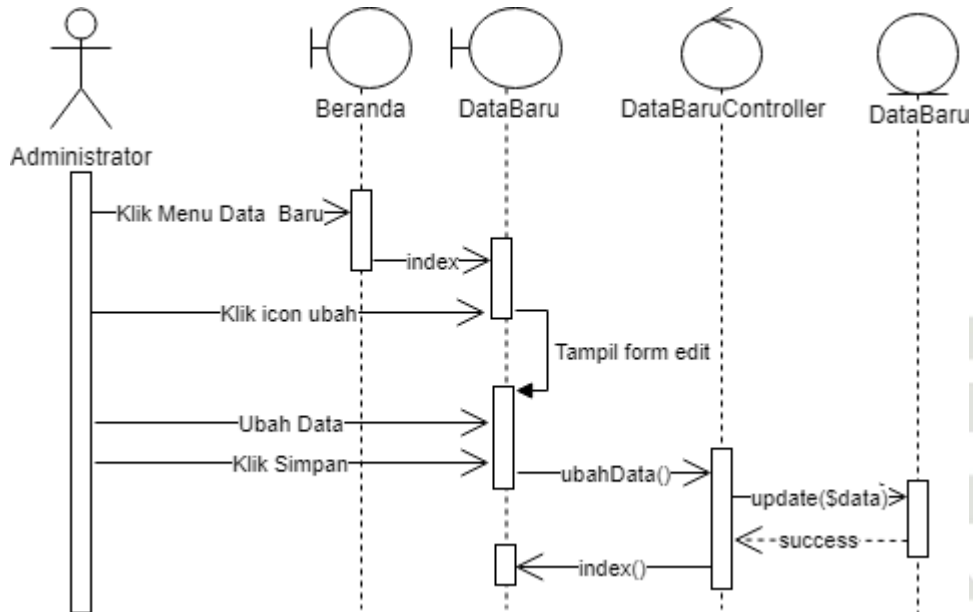 Beranda
DataBaru
DataBaruController
DataBaru
Administrator
Klik Menu Data Baru
index
Klik icon ubah
Tampil form edit
Ubah Data
Klik Simpan
ubahData()
update($data)
success
index()